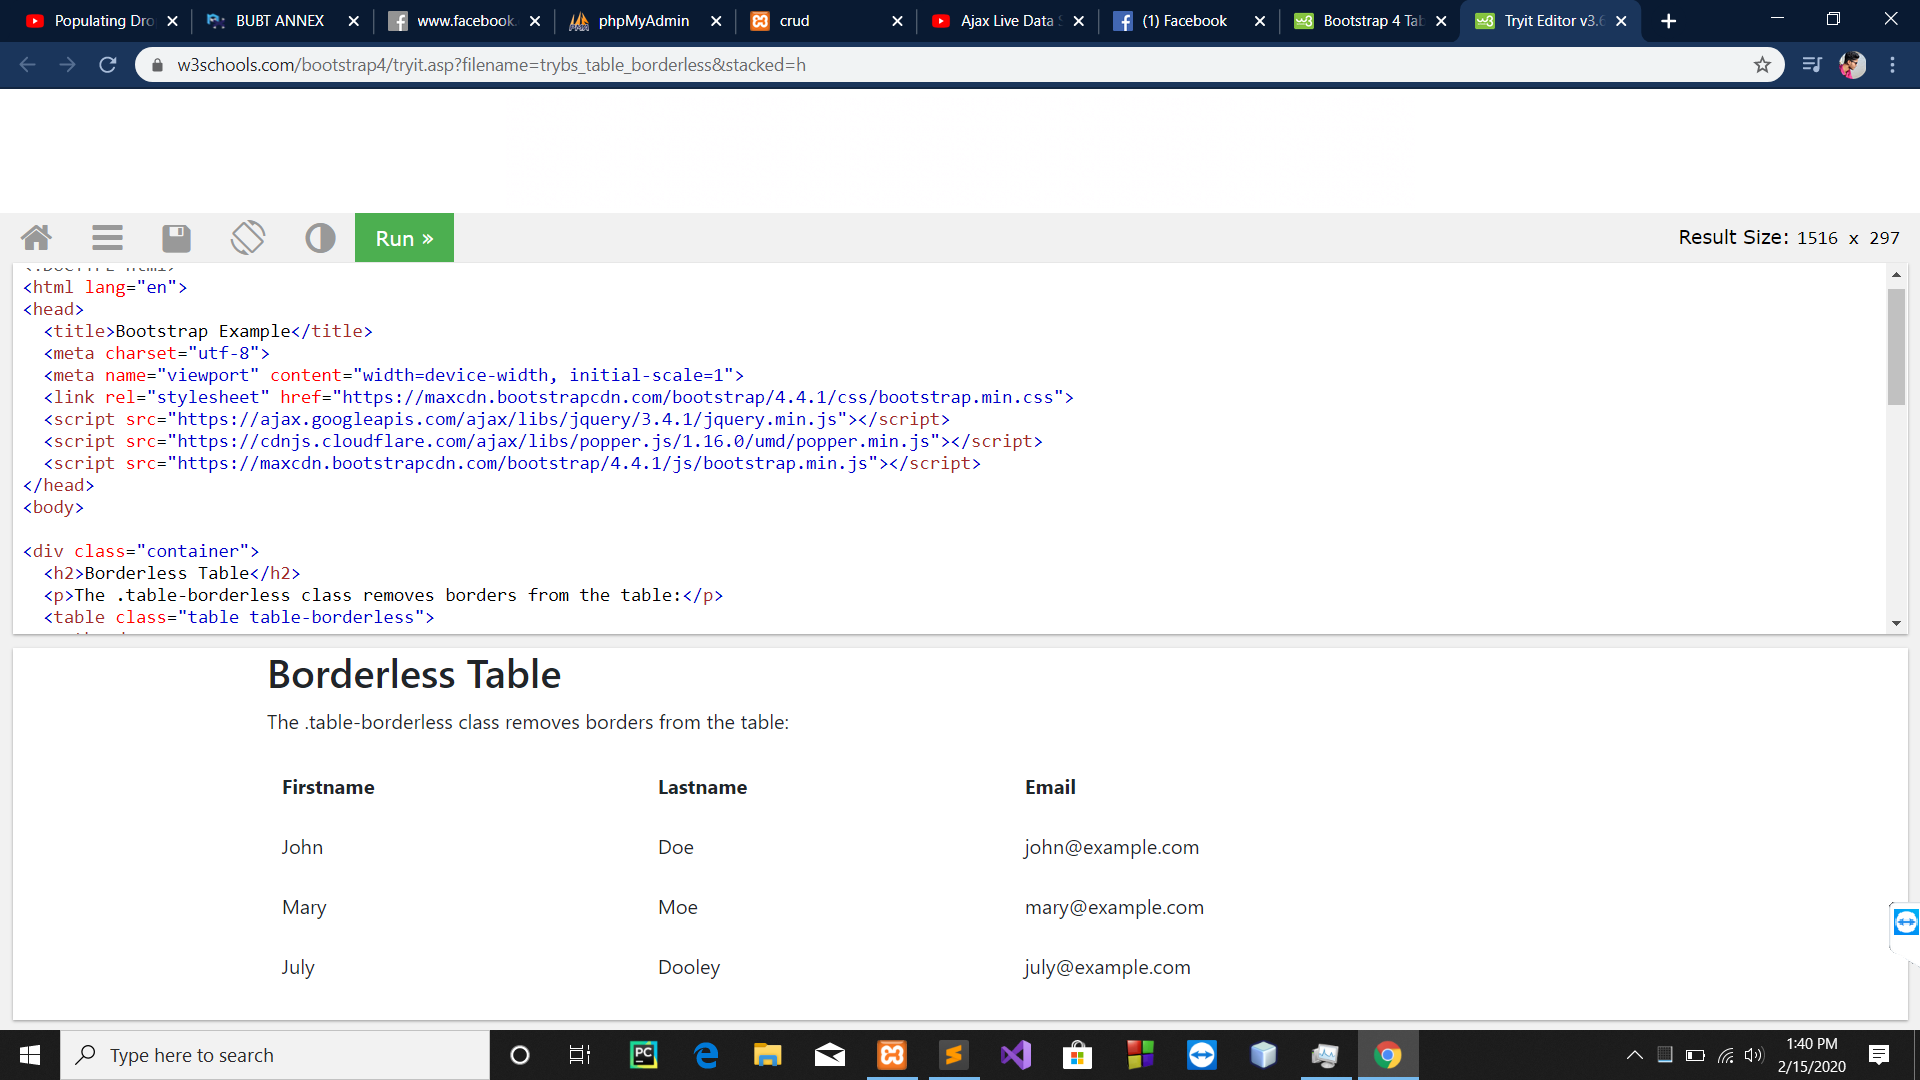 Populating Dro
BUBT ANNEX
www.facebook.
phpMyAdmin
crud
Ajax Live Data S
(1) Facebook
Bootstrap 4 Tab
Tryit Editor v3.6
w3schools.com/bootstrap4/tryit.asp?filename=trybs_table_borderless&stacked=h
Run »
Result Size: 1516 x 297
<!DOCTYPE html>
<html lang="en">
<head>
<title>Bootstrap Example</title>
<meta charset="utf-8">
<meta name="viewport" content="width=device-width, initial-scale=1">
<link rel="stylesheet" href="https://maxcdn.bootstrapcdn.com/bootstrap/4.4.1/css/bootstrap.min.css">
<script src="https://ajax.googleapis.com/ajax/libs/jquery/3.4.1/jquery.min.js"></script>
<script src="https://cdnjs.cloudflare.com/ajax/libs/popper.js/1.16.0/umd/popper.min.js"></script>
<script src="https://maxcdn.bootstrapcdn.com/bootstrap/4.4.1/js/bootstrap.min.js"></script>
</head>
<body>
<div class="container">
<h2>Borderless Table</h2>
<p>The .table-borderless class removes borders from the table:</p>
<table class="table table-borderless">
Borderless Table
The .table-borderless class removes borders from the table:
Firstname Lastname Email
John Doe john@example.com
Mary Moe mary@example.com
July Dooley july@example.com
Type here to search
PC
1:40 PM
2/15/2020